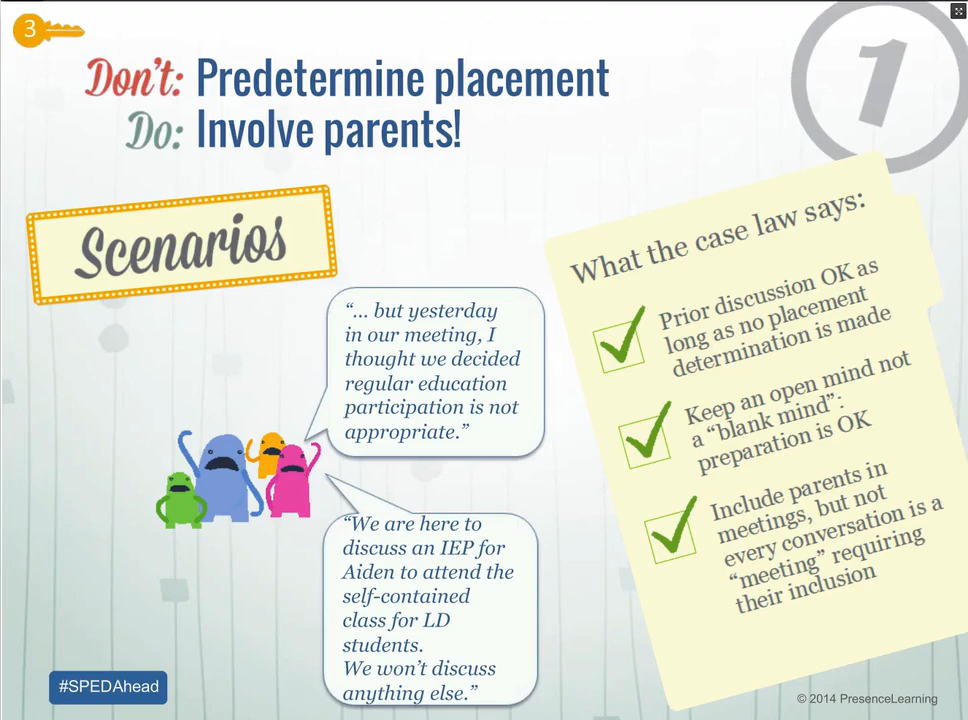 3
1
Don't: Predetermine placement
Do: Involve parents!
Scenarios
“... but yesterday
in our meeting, I
thought we decided
regular education
participation is not
appropriate.”
“We are here to
discuss an IEP for
Aiden to attend the
self-contained
class for LD
students.
We won’t discuss
anything else.”
What the case law says:
Prior discussion OK as
long as no placement
determination is made
Keep an open mind not
a “blank mind”:
preparation is OK
Include parents in
meetings, but not
every conversation is a
“meeting” requiring
their inclusion
#SPEDAhead
© 2014 PresenceLearning